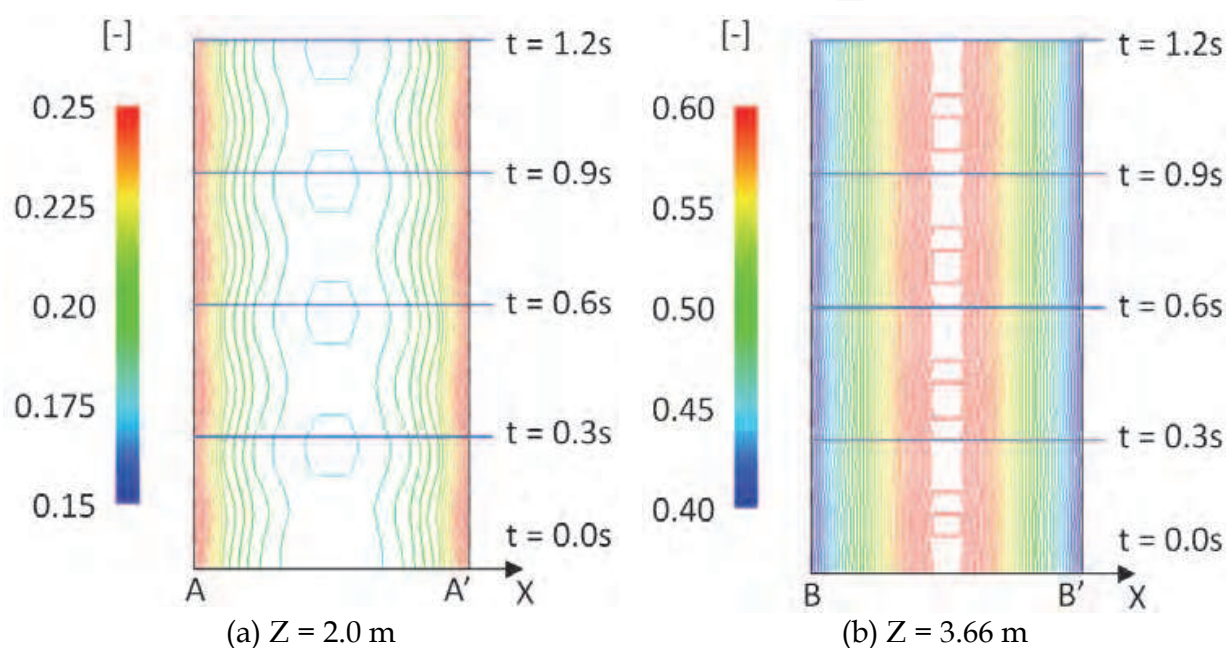 [-]
0.25
0.225
0.20
0.175
0.15
t = 1.2s
t = 0.9s
t = 0.6s
t = 0.3s
t = 0.0s
A
A′
X
(a) Z = 2.0 m
[-]
0.60
0.55
0.50
0.45
0.40
t = 1.2s
t = 0.9s
t = 0.6s
t = 0.3s
t = 0.0s
B
B′
X
(b) Z = 3.66 m